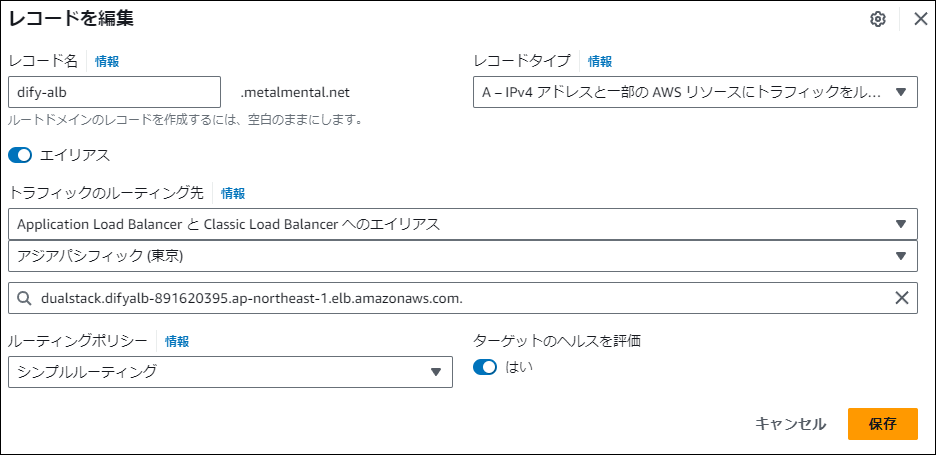 レコードを編集
レコード名 情報
dify-alb .metalmental.net
ルートドメインのレコードを作成するには、空白のままにします。
レコードタイプ 情報
A – IPv4 アドレスと一部の AWS リソースにトラフィックをル...
エイリアス
トラフィックのルーティング先 情報
Application Load Balancer と Classic Load Balancer へのエイリアス
アジアパシフィック (東京)
dualstack.difyalb-891620395.ap-northeast-1.elb.amazonaws.com.
ルーティングポリシー 情報
シンプルルーティング
ターゲットのヘルスを評価
はい
キャンセル
保存